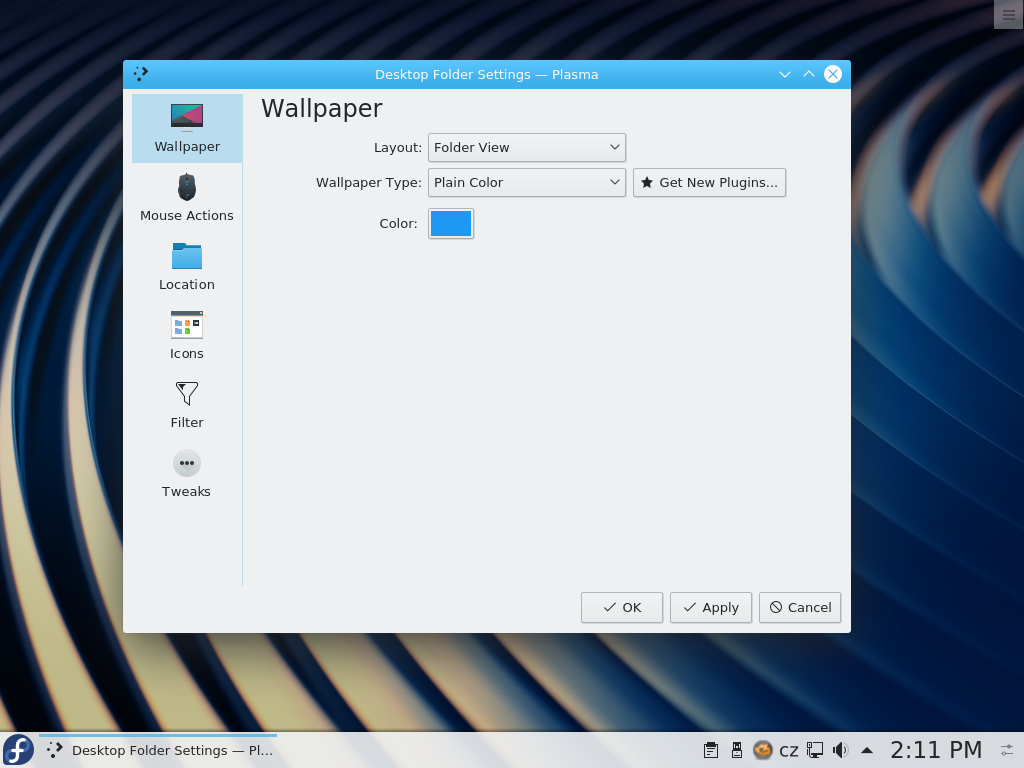 Desktop Folder Settings — Plasma
Wallpaper
Mouse Actions
Location
Icons
Filter
Tweaks
Wallpaper
Layout: Folder View
Wallpaper Type: Plain Color Get New Plugins...
Color:
OK Apply Cancel
Desktop Folder Settings — Pl... cz 2:11 PM